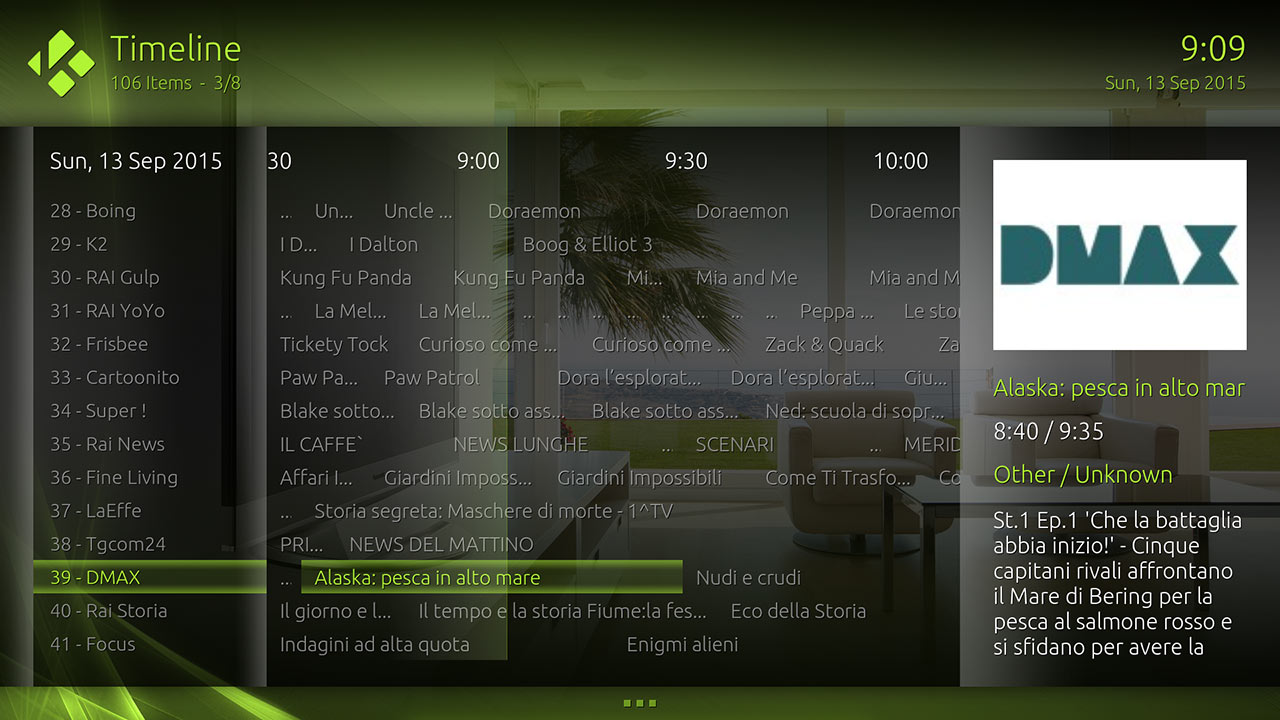 Timeline
106 Items - 3/8
9:09
Sun, 13 Sep 2015
Sun, 13 Sep 2015 30 9:00 9:30 10:00
28 - Boing ... Un... Uncle ... Doraemon Doraemon Doraemon
29 - K2 I D... I Dalton Boog & Elliot 3
30 - RAI Gulp Kung Fu Panda Kung Fu Panda Mi... Mia and Me Mia and M
31 - RAI YoYo ... La Mel... La Mel... ... ... ... ... ... ... ... ... Peppa ... Le stor
32 - Frisbee Tickety Tock Curioso come ... Curioso come ... Zack & Quack Za
33 - Cartoonito Paw Pa... Paw Patrol Dora l'esplorat... Dora l'esplorat... Giu...
34 - Super ! Blake sotto... Blake sotto ass... Blake sotto ass... Ned: scuola di sopr...
35 - Rai News IL CAFFE` NEWS LUNGHE ... SCENARI ... MERID
36 - Fine Living Affari I... Giardini Imposs... Giardini Impossibili Come Ti Trasfo... Co
37 - LaEffe ... Storia segreta: Maschere di morte - 1^TV
38 - Tgcom24 PRI... NEWS DEL MATTINO
39 - DMAX ... Alaska: pesca in alto mare Nudi e crudi
40 - Rai Storia Il giorno e l... Il tempo e la storia Fiume:la fes... Eco della Storia
41 - Focus Indagini ad alta quota Enigmi alieni
DMAX
Alaska: pesca in alto mar
8:40 / 9:35
Other / Unknown
St.1 Ep.1 'Che la battaglia
abbia inizio!' - Cinque
capitani rivali affrontano
il Mare di Bering per la
pesca al salmone rosso e
si sfidano per avere la